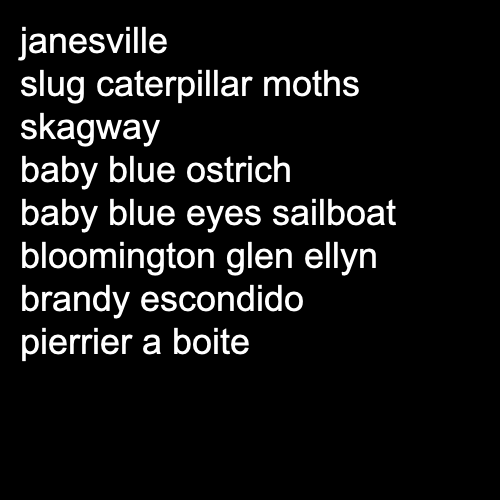 janesville
slug caterpillar moths
skagway
baby blue ostrich
baby blue eyes sailboat
bloomington glen ellyn
brandy escondido
pierrier a boite